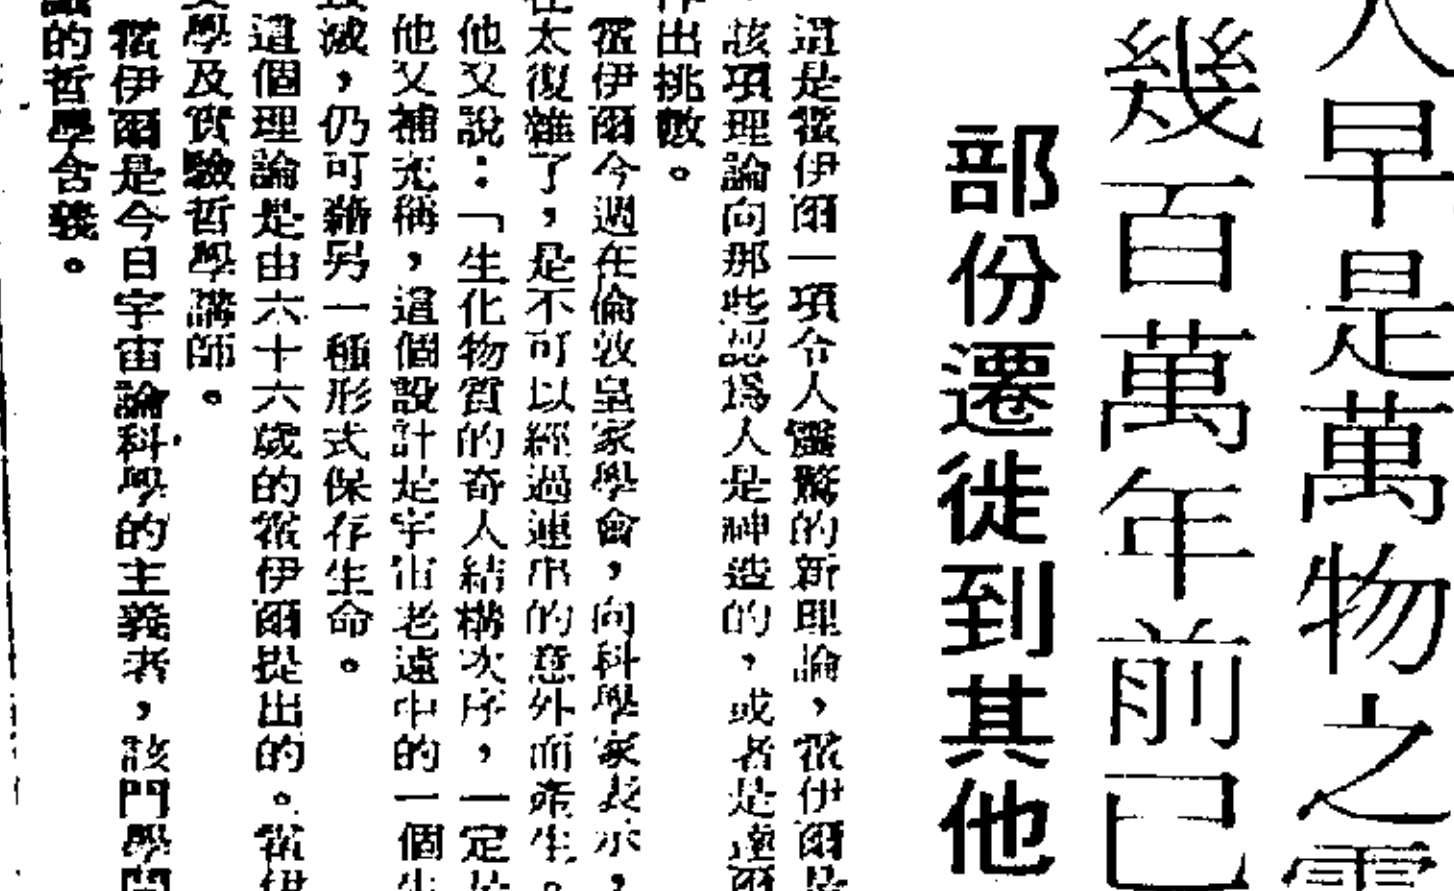 人早是萬物之靈
幾百萬年前已
部份遷徙到其他
這是霍伊爾一項令人震驚的新理論，霍伊爾是
，該項理論向那些認爲人是神造的，或者是達爾
作出挑戰。
霍伊爾今週在倫敦皇家學會，向科學家表示，
在太復雜了，是不可以經過連串的意外而產生。
他又說：「生化物質的奇人結構次序，一定是
他又補充稱，這個設計是宇宙老遠中的一個生
毀滅，仍可藉另一種形式保存生命。
這個理論是由六十六歲的霍伊爾提出的。霍伊
文學及實驗哲學講師。
霍伊爾是今日宇宙論科學的主義者，該門學問
論的哲學含義。